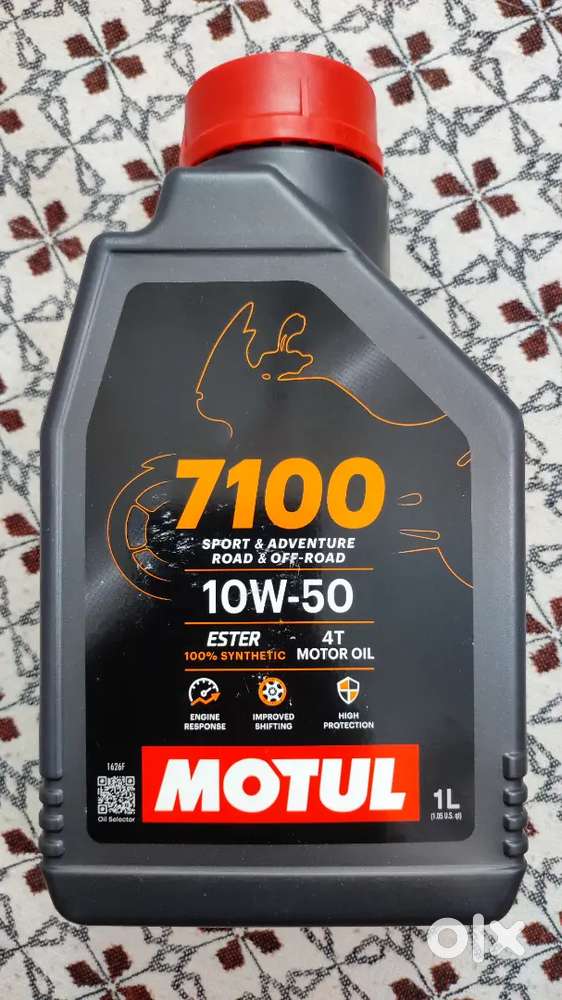 7100
SPORT & ADVENTURE
ROAD & OFF-ROAD
10W-50
ESTER
100% SYNTHETIC
4T
MOTOR OIL
ENGINE
RESPONSE
IMPROVED
SHIFTING
HIGH
PROTECTION
MOTUL
1626F
Oil Selector
1L
(1.05 U.S. qt)
olx